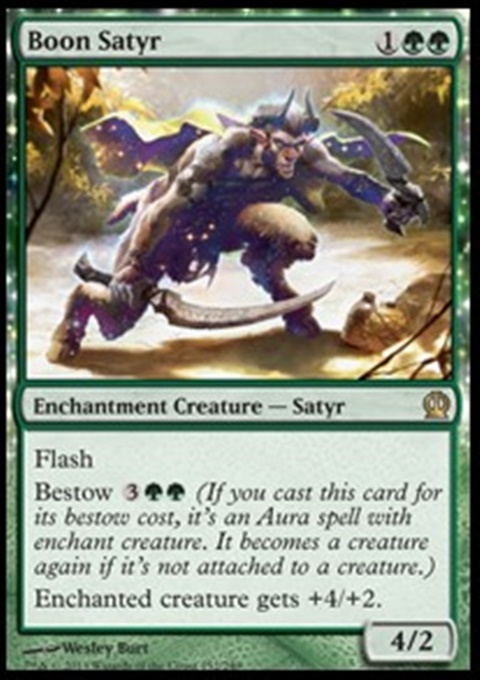 Boon Satyr 1
Enchantment Creature — Satyr
Flash
Bestow 3 (If you cast this card for
its bestow cost, it's an Aura spell with
enchant creature. It becomes a creature
again if it's not attached to a creature.)
Enchanted creature gets +4/+2.
Wesley Burt
4/2